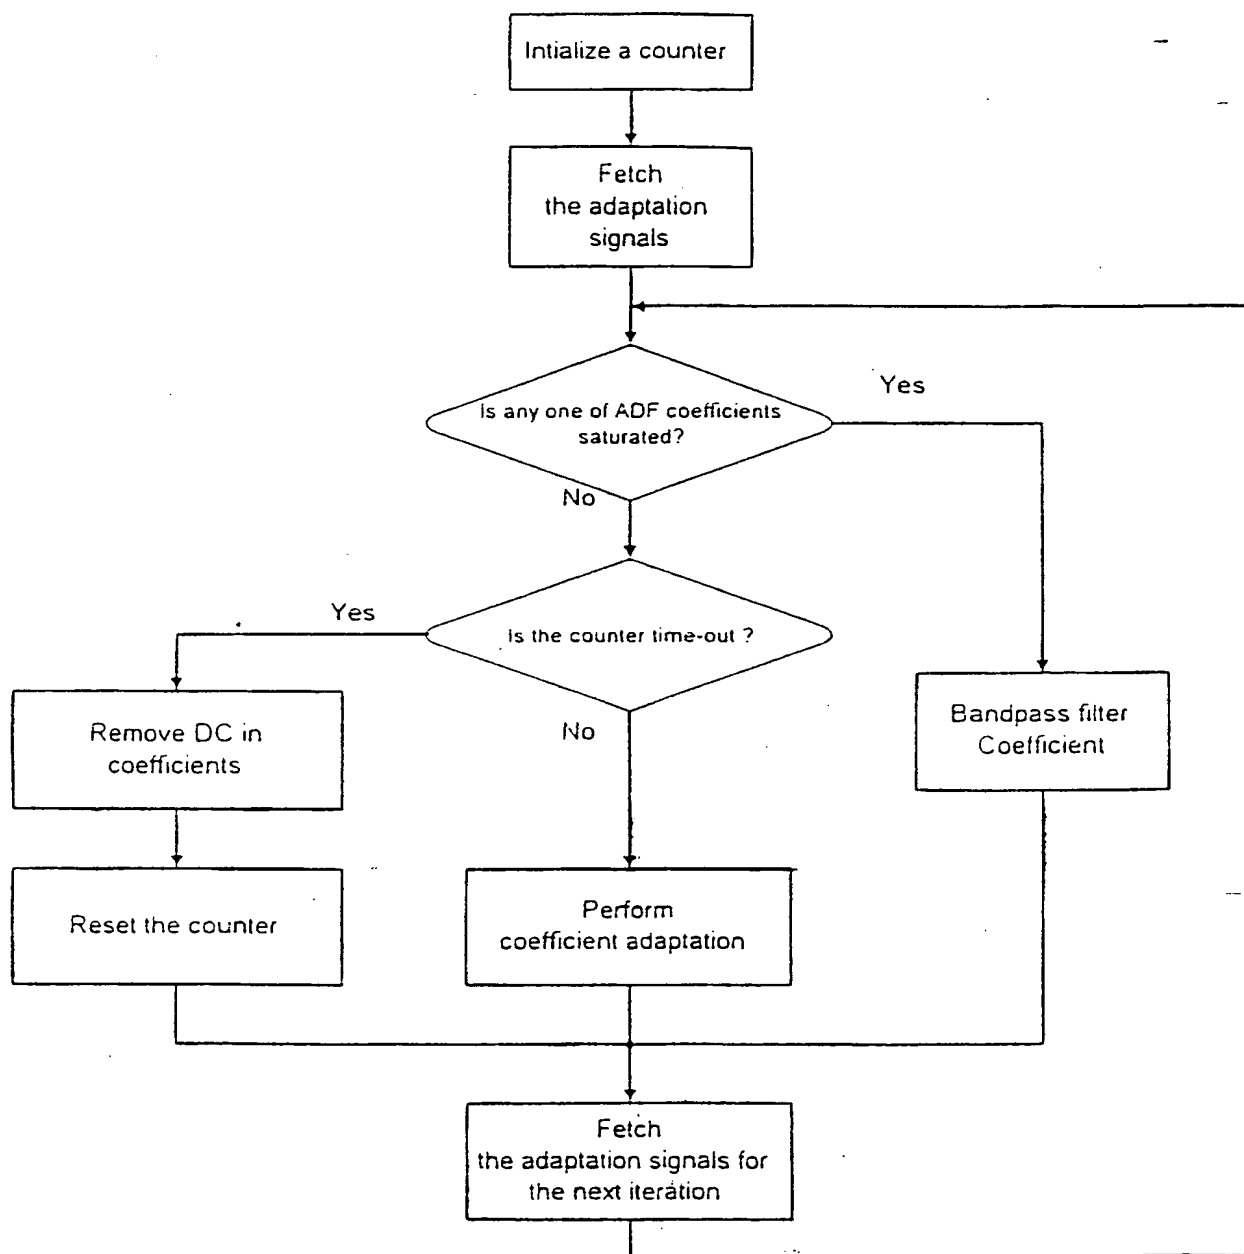 Intialize a counter
Fetch
the adaptation
signals
Is any one of ADF coefficients
saturated?
Yes
No
Is the counter time-out ?
Yes
No
Remove DC in
coefficients
Bandpass filter
Coefficient
Reset the counter
Perform
coefficient adaptation
Fetch
the adaptation signals for
the next iteration